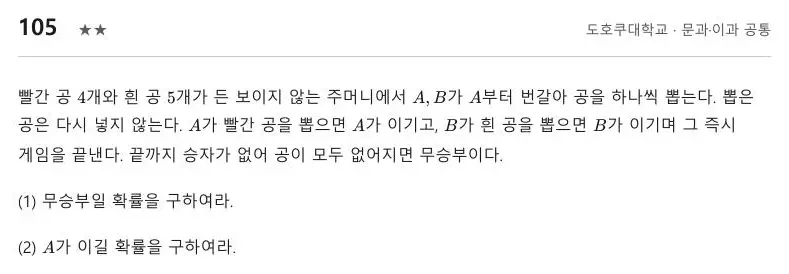 105 ★★ 도호쿠대학교 · 문과·이과 공통
빨간 공 4개와 흰 공 5개가 든 보이지 않는 주머니에서 A, B가 A부터 번갈아 공을 하나씩 뽑는다. 뽑은
공은 다시 넣지 않는다. A가 빨간 공을 뽑으면 A가 이기고, B가 흰 공을 뽑으면 B가 이기며 그 즉시
게임을 끝낸다. 끝까지 승자가 없어 공이 모두 없어지면 무승부이다.
(1) 무승부일 확률을 구하여라.
(2) A가 이길 확률을 구하여라.